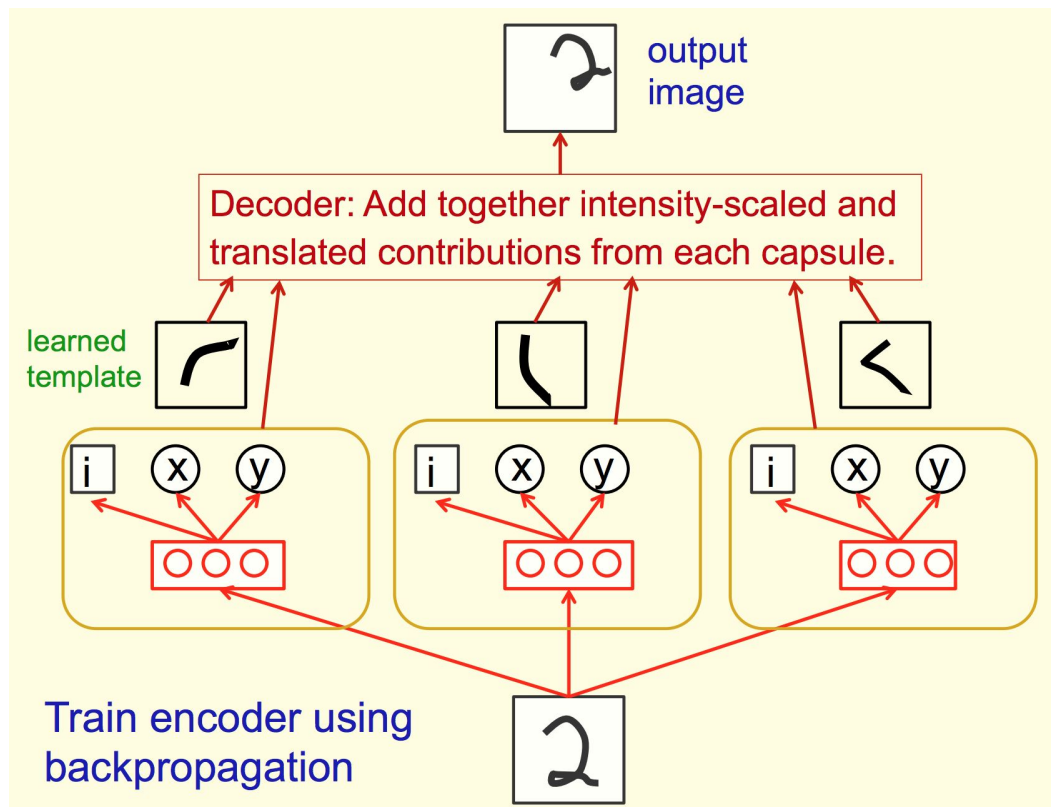 output
image
Decoder: Add together intensity-scaled and
translated contributions from each capsule.
learned
template
i x y
i x y
i x y
2
Train encoder using
backpropagation